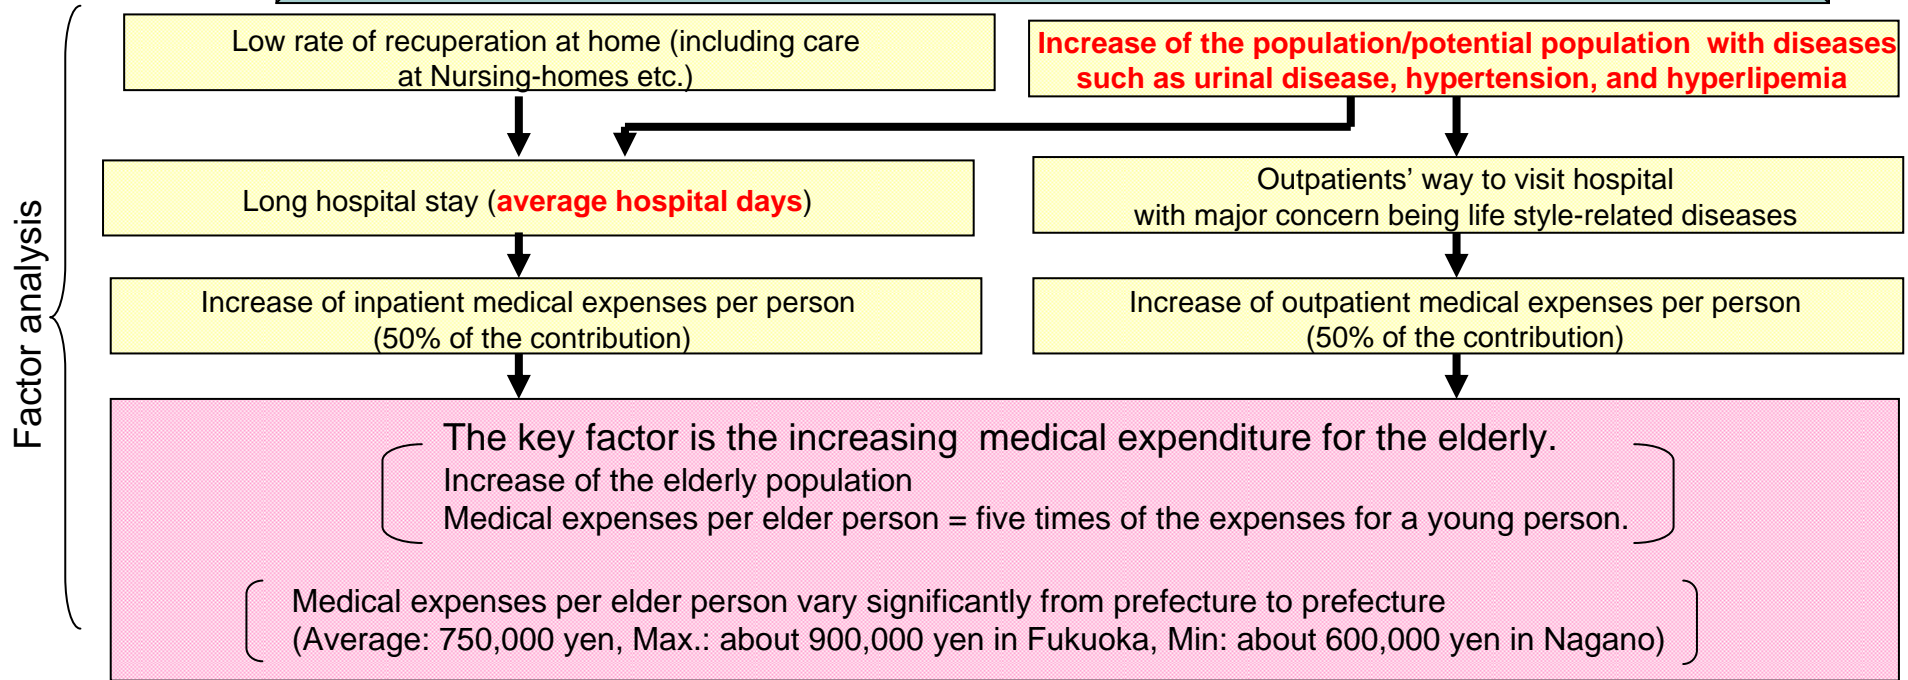 Factor analysis
Low rate of recuperation at home (including care
at Nursing-homes etc.)
Increase of the population/potential population with diseases
such as urinal disease, hypertension, and hyperlipemia
Long hospital stay (average hospital days)
Outpatients’ way to visit hospital
with major concern being life style-related diseases
Increase of inpatient medical expenses per person
(50% of the contribution)
Increase of outpatient medical expenses per person
(50% of the contribution)
The key factor is the increasing medical expenditure for the elderly.
Increase of the elderly population
Medical expenses per elder person = five times of the expenses for a young person.
Medical expenses per elder person vary significantly from prefecture to prefecture
(Average: 750,000 yen, Max.: about 900,000 yen in Fukuoka, Min: about 600,000 yen in Nagano)